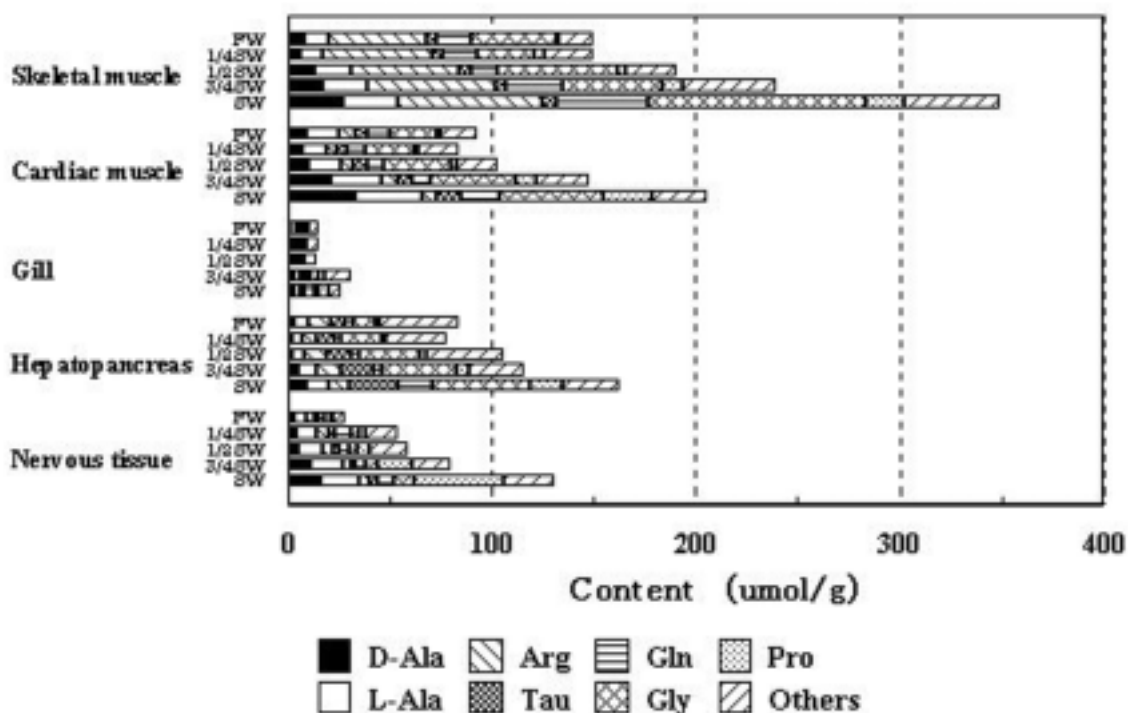 FW
1/4SW
Skeletal muscle 1/2SW
3/4SW
SW
FW
1/4SW
Cardiac muscle 1/2SW
3/4SW
SW
FW
1/4SW
Gill 1/2SW
3/4SW
SW
FW
1/4SW
Hepatopancreas 1/2SW
3/4SW
SW
FW
1/4SW
Nervous tissue 1/2SW
3/4SW
SW
0 100 200 300 400
Content (umol/g)
D-Ala Arg Gln Pro
L-Ala Tau Gly Others